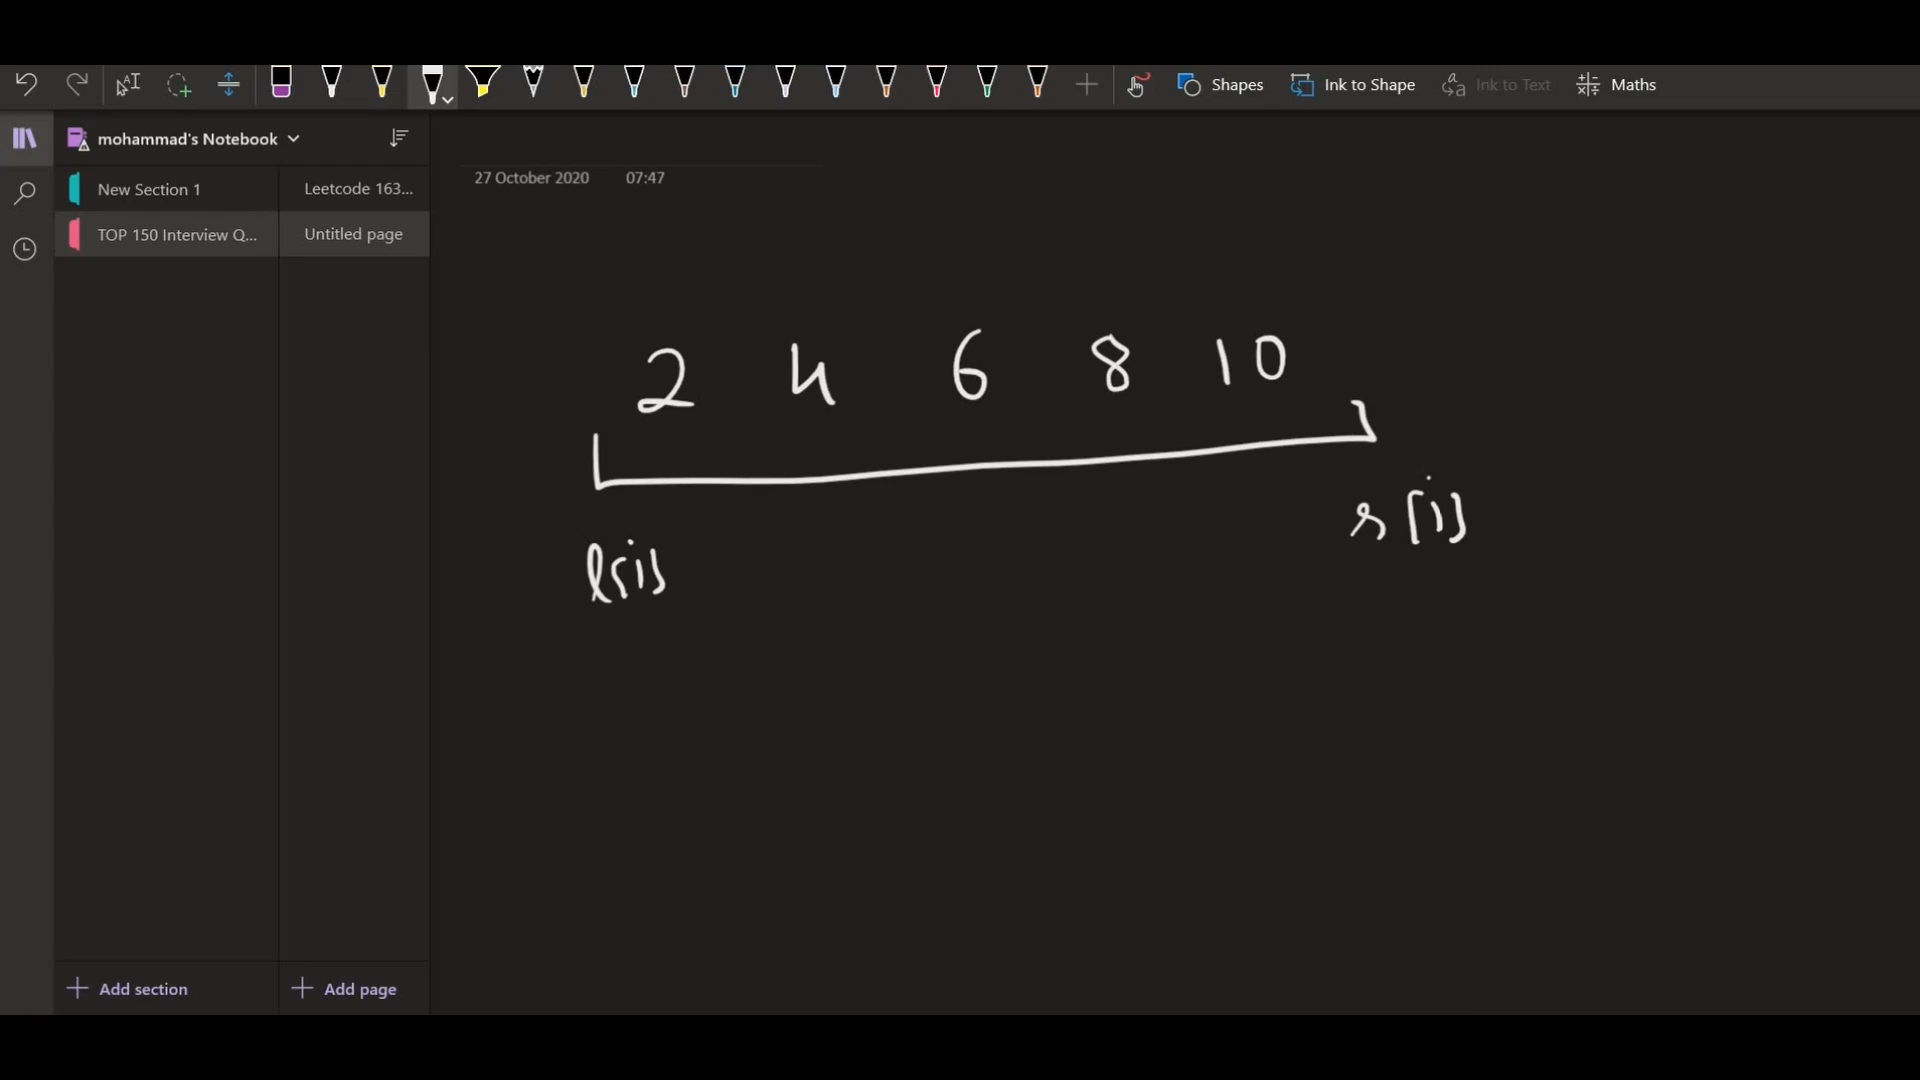 Shapes Ink to Shape Ink to Text Maths
mohammad's Notebook
New Section 1 Leetcode 163...
TOP 150 Interview Q... Untitled page
27 October 2020 07:47
2 4 6 8 10
r[i]
l[i]
Add section Add page